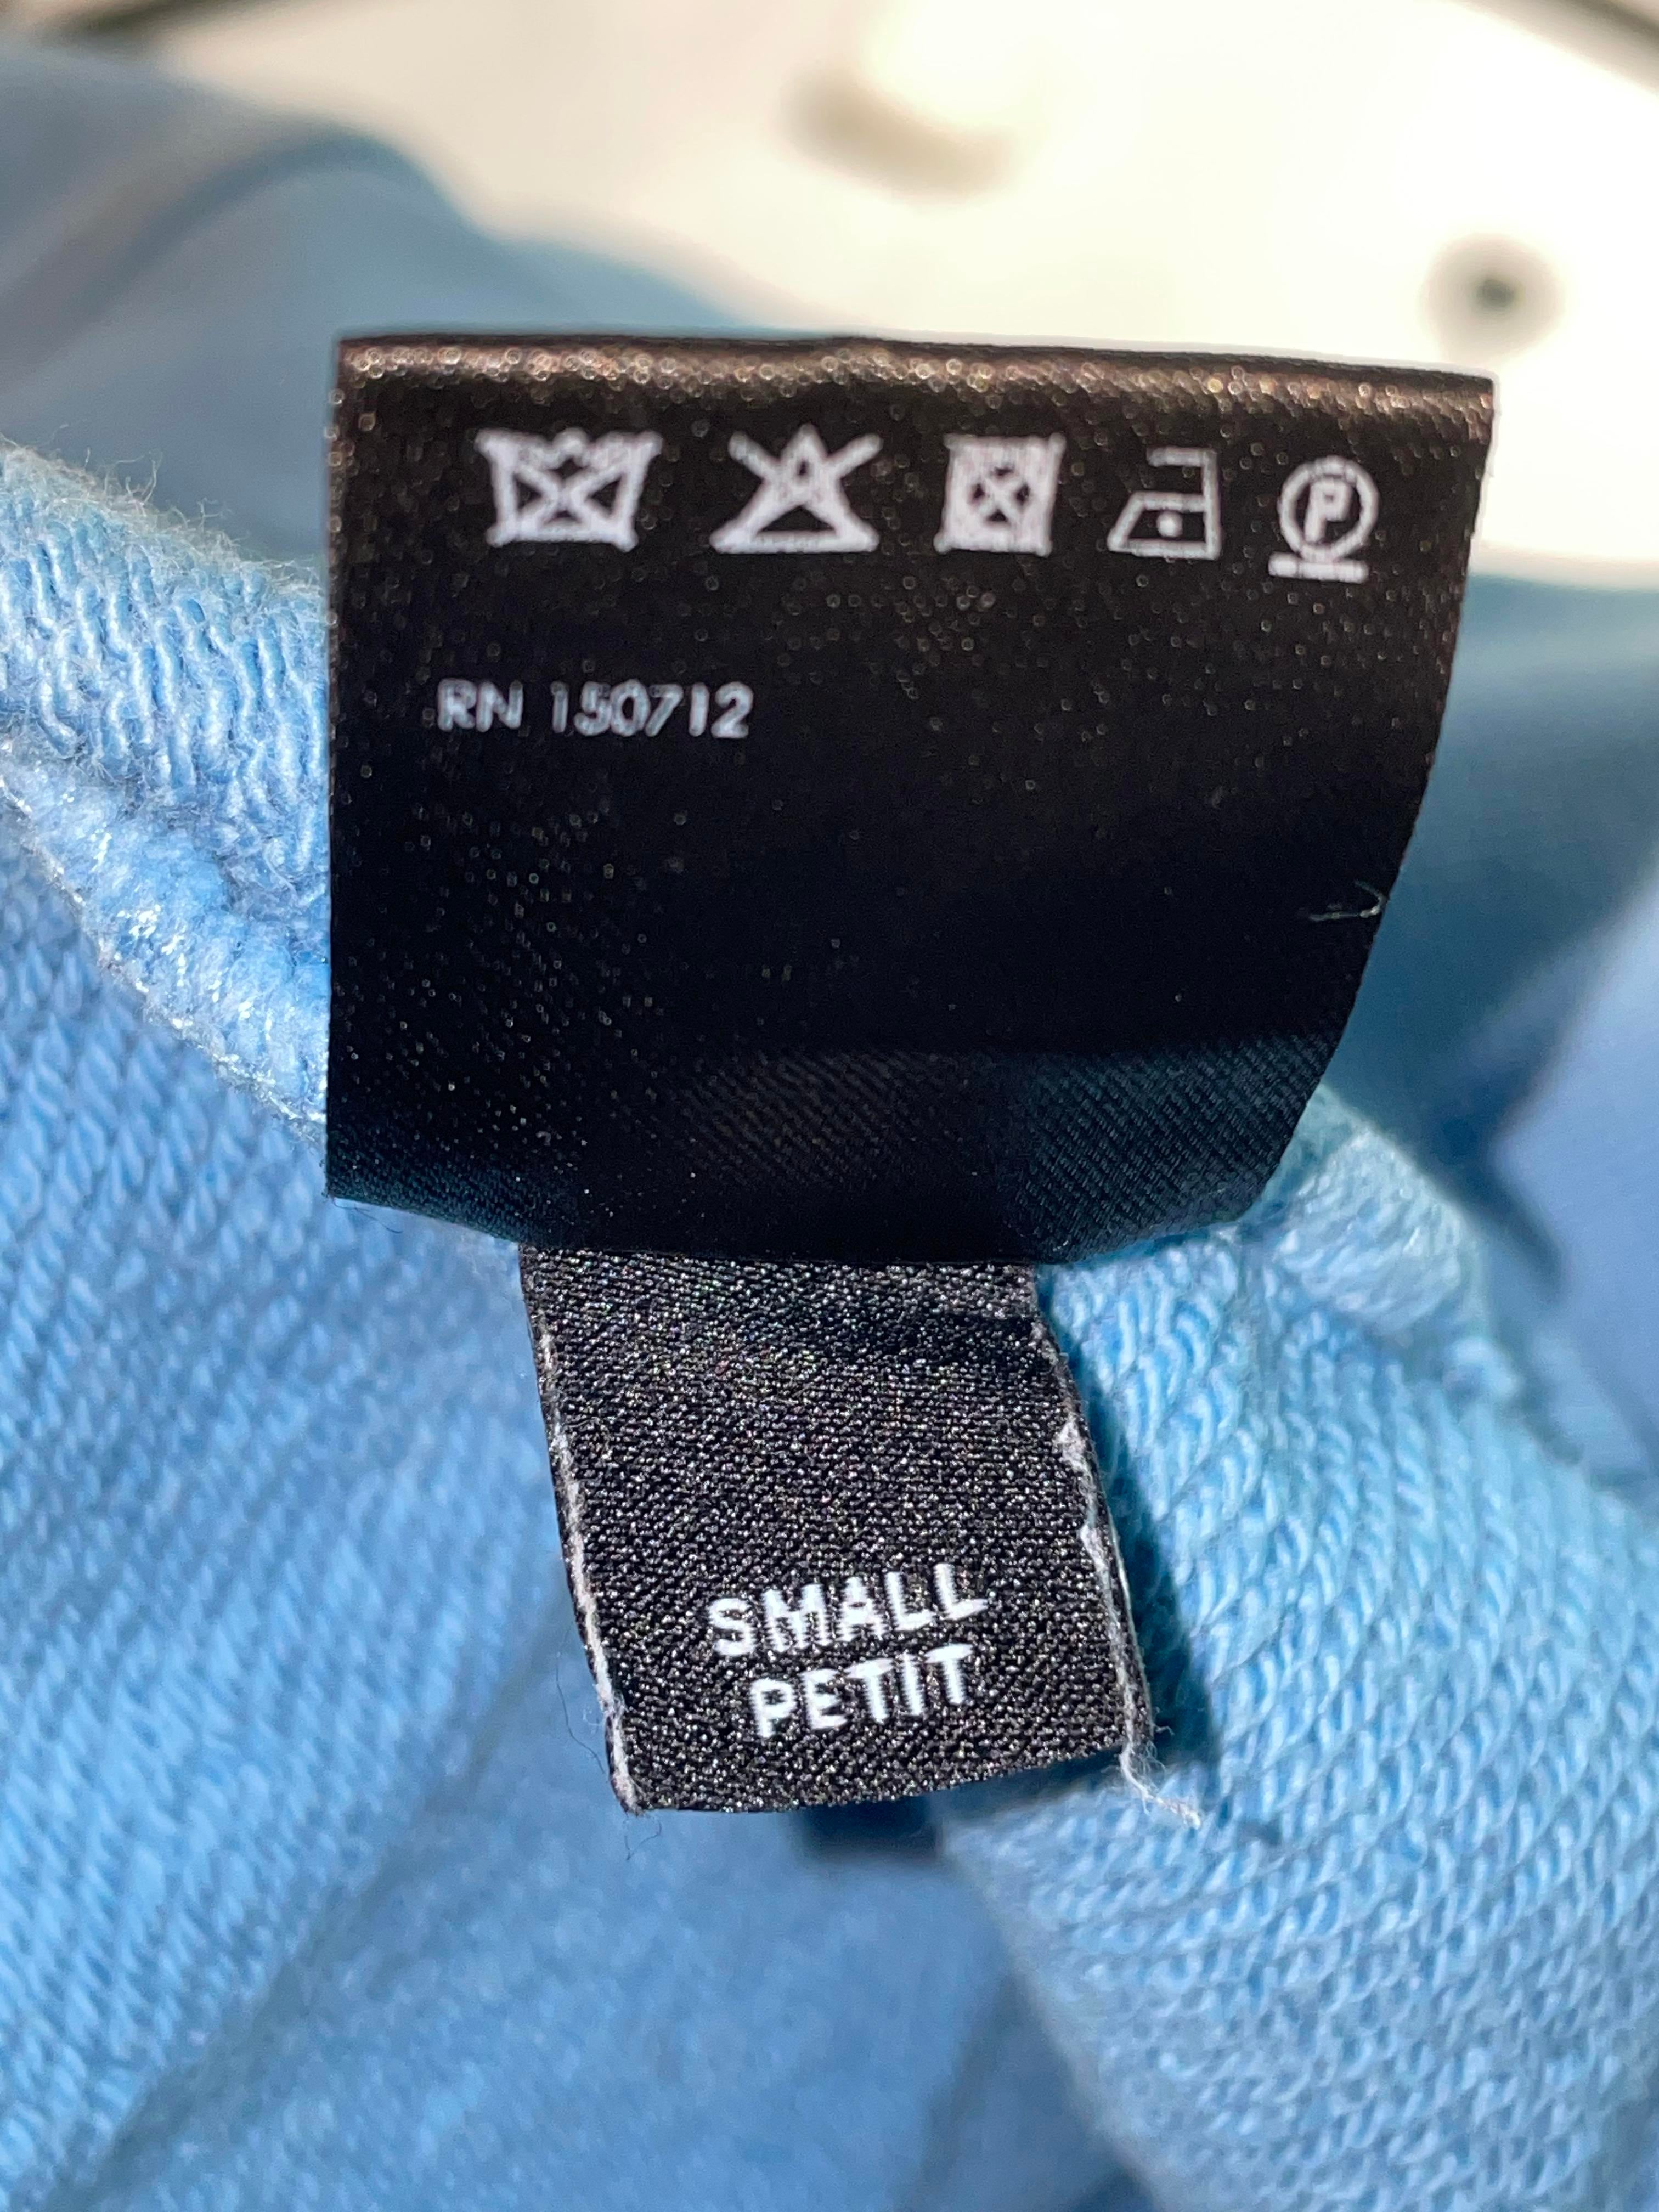 P
RN 150712
SMALL
PETIT